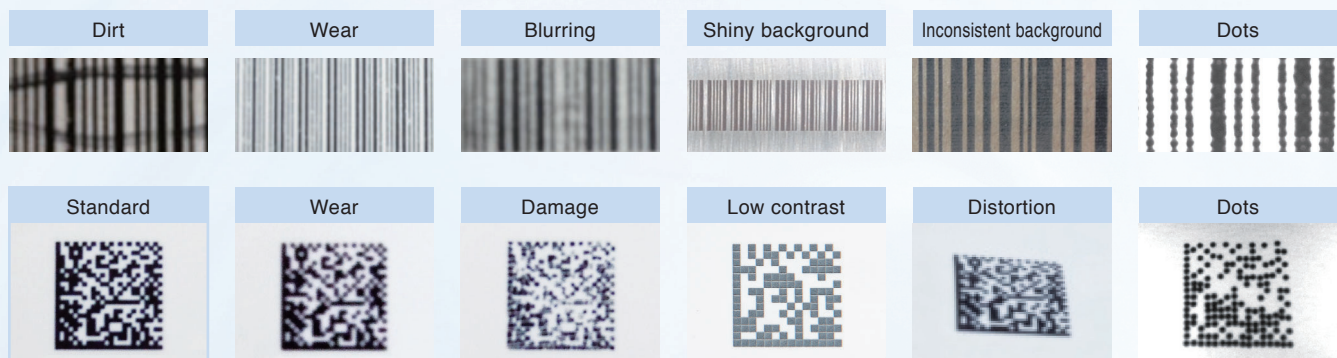 Dirt
Wear
Blurring
Shiny background
Inconsistent background
Dots
Standard
Wear
Damage
Low contrast
Distortion
Dots